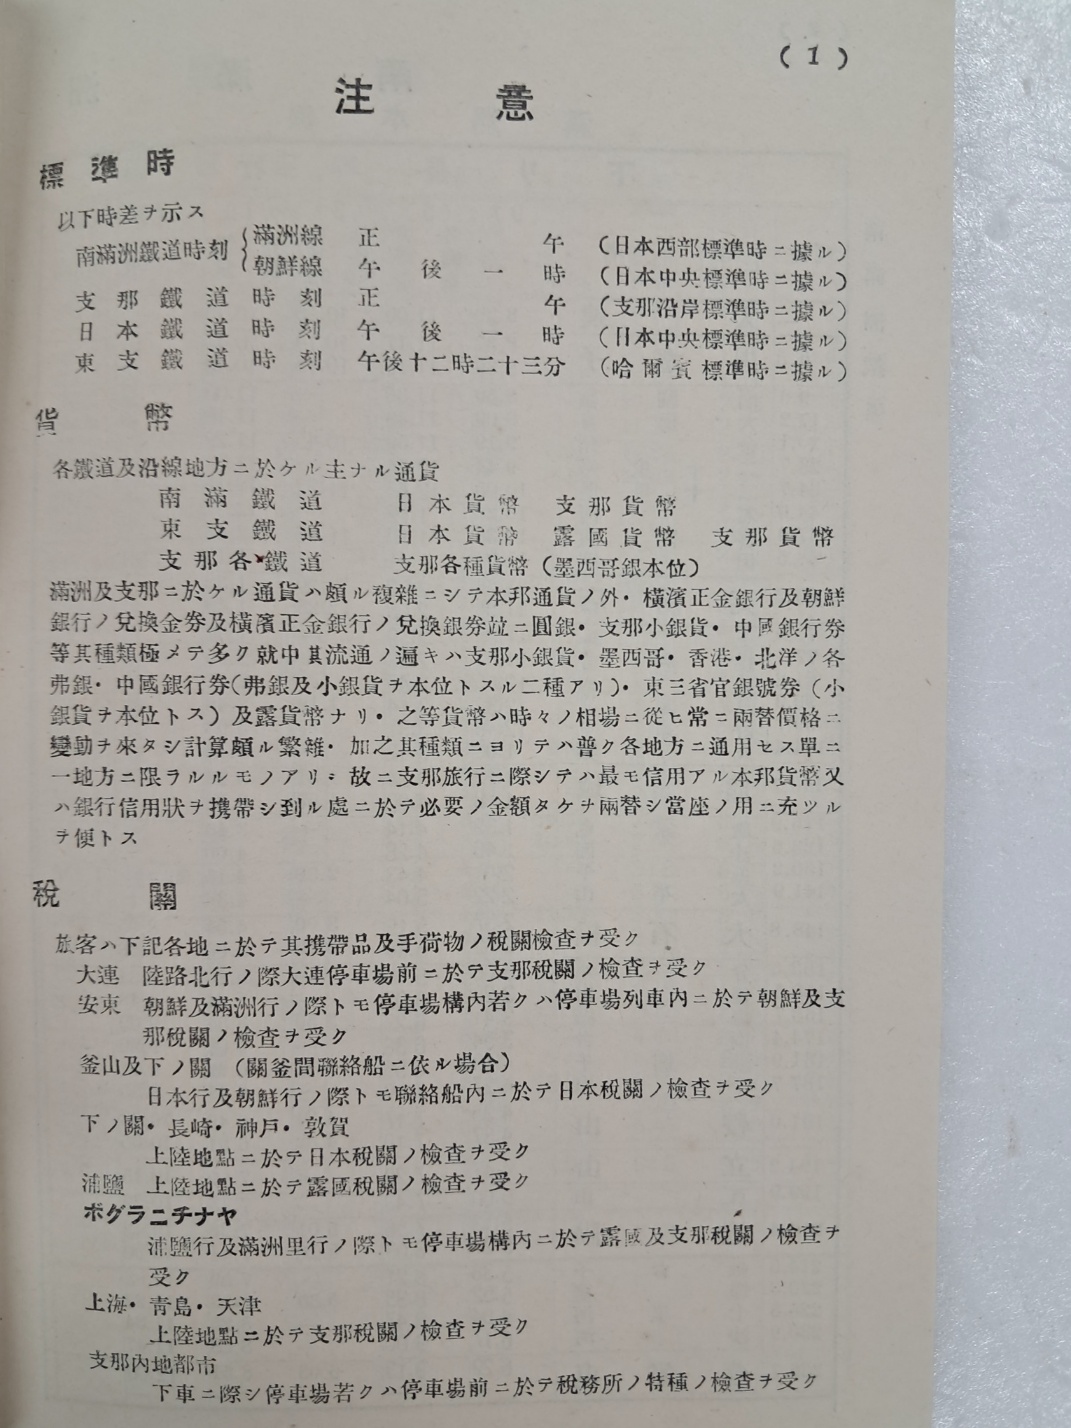 (1)
注意
標準時
以下時差ヲ示ス
南滿洲鐵道時刻{滿洲線 正午 (日本西部標準時ニ據ル)
朝鮮線 午後一時 (日本中央標準時ニ據ル)
支那鐵道時刻 正午 (支那沿岸標準時ニ據ル)
日本鐵道時刻 午後一時 (日本中央標準時ニ據ル)
東支鐵道時刻 午後十二時二十三分 (哈爾賓標準時ニ據ル)
貨幣
各鐵道及沿線地方ニ於ケル主ナル通貨
南滿鐵道 日本貨幣 支那貨幣
東支鐵道 日本貨幣 露國貨幣 支那貨幣
支那各鐵道 支那各種貨幣(墨西哥銀本位)
滿洲及支那ニ於ケル通貨ハ頗ル複雜ニシテ本邦通貨ノ外・橫濱正金銀行及朝鮮
銀行ノ兌換金券及橫濱正金銀行ノ兌換銀券竝ニ圓銀・支那小銀貨・中國銀行券
等其種類極メテ多ク就中其流通ノ遍キハ支那小銀貨・墨西哥・香港・北洋ノ各
弗銀・中國銀行券(弗銀及小銀貨ヲ本位トスル二種アリ)・東三省官銀號券(小
銀貨ヲ本位トス)及露貨幣ナリ・之等貨幣ハ時々ノ相場ニ從ヒ常ニ兩替價格ニ
變動ヲ來タシ計算頗ル繁雜・加之其種類ニヨリテハ普ク各地方ニ通用セス單ニ
一地方ニ限ラルルモノアリ・故ニ支那旅行ニ際シテハ最モ信用アル本邦貨幣又
ハ銀行信用狀ヲ携帶シ到ル處ニ於テ必要ノ金額タケヲ兩替シ當座ノ用ニ充ツル
ヲ便トス
稅關
旅客ハ下記各地ニ於テ其携帶品及手荷物ノ稅關檢查ヲ受ク
大連 陸路北行ノ際大連停車場前ニ於テ支那稅關ノ檢查ヲ受ク
安東 朝鮮及滿洲行ノ際トモ停車場構內若クハ停車場列車內ニ於テ朝鮮及支
那稅關ノ檢查ヲ受ク
釜山及下ノ關 (關釜間聯絡船ニ依ル場合)
日本行及朝鮮行ノ際トモ聯絡船內ニ於テ日本稅關ノ檢查ヲ受ク
下ノ關・長崎・神戶・敦賀
上陸地點ニ於テ日本稅關ノ檢查ヲ受ク
浦鹽 上陸地點ニ於テ露國稅關ノ檢查ヲ受ク
ポグラニチナヤ
浦鹽行及滿洲里行ノ際トモ停車場構內ニ於テ露國及支那稅關ノ檢查ヲ
受ク
上海・靑島・天津
上陸地點ニ於テ支那稅關ノ檢查ヲ受ク
支那內地都市
下車ニ際シ停車場若クハ停車場前ニ於テ稅務所ノ特種ノ檢查ヲ受ク